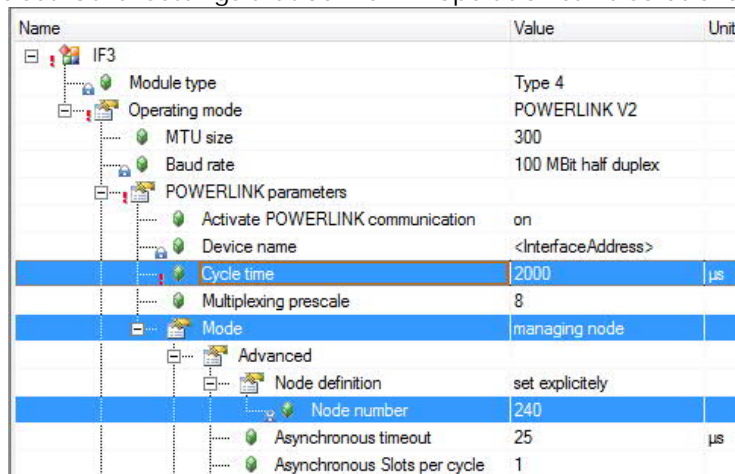 Name Value Unit
IF3
Module type Type 4
Operating mode POWERLINK V2
MTU size 300
Baud rate 100 MBit half duplex
POWERLINK parameters
Activate POWERLINK communication on
Device name <InterfaceAddress>
Cycle time 2000 µs
Multiplexing prescale 8
Mode managing node
Advanced
Node definition set explicitely
Node number 240
Asynchronous timeout 25 µs
Asynchronous Slots per cycle 1